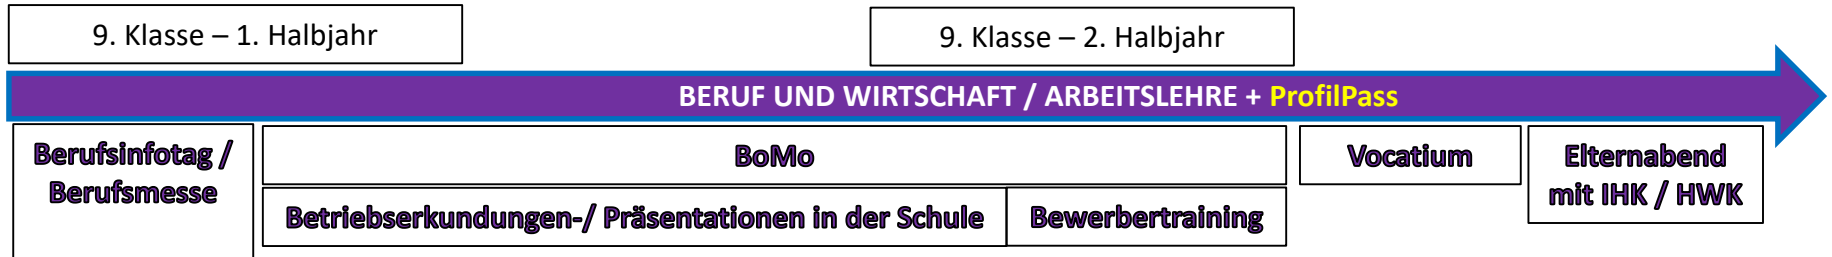 9. Klasse – 1. Halbjahr
9. Klasse – 2. Halbjahr
BERUF UND WIRTSCHAFT / ARBEITSLEHRE + ProfilPass
Berufsinfotag /
Berufsmesse
BoMo
Betriebserkundungen-/ Präsentationen in der Schule
Bewerbertraining
Vocatium
Elternabend
mit IHK / HWK